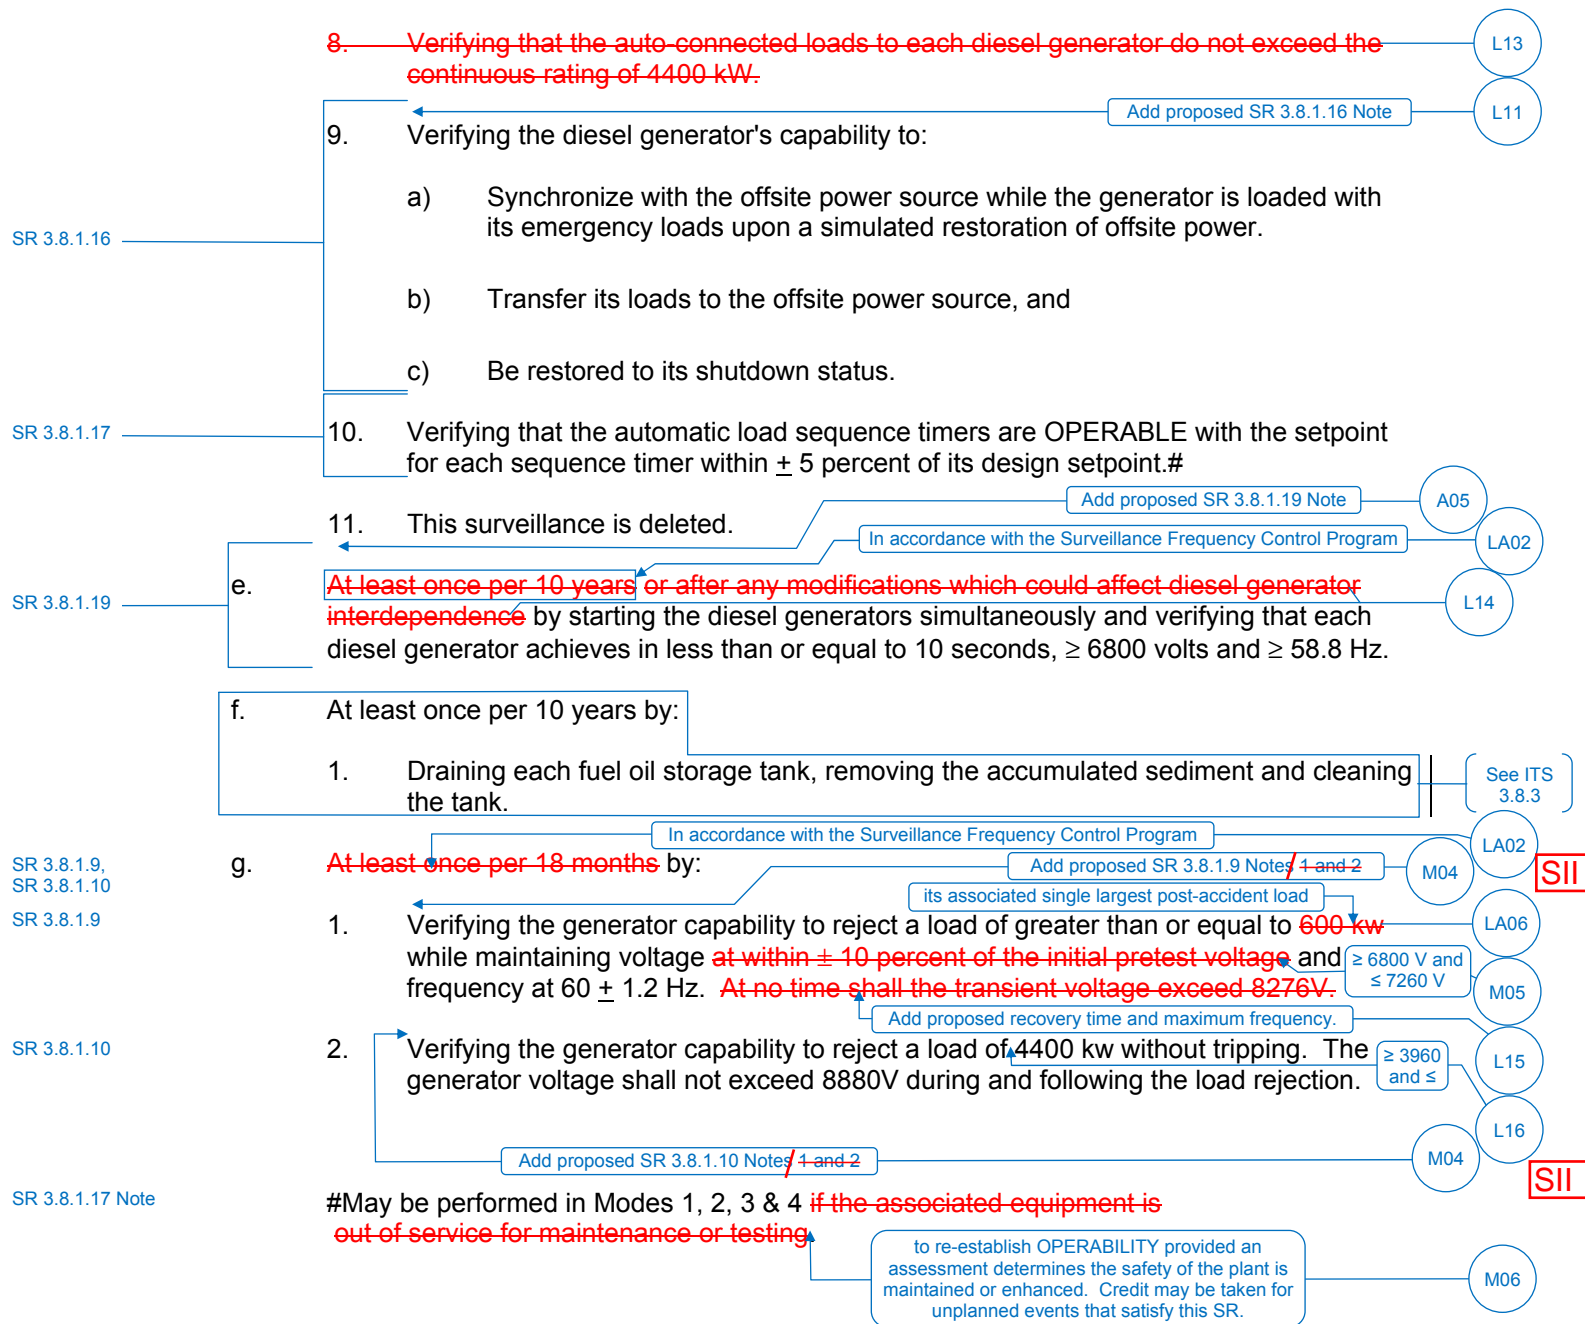 8. Verifying that the auto-connected loads to each diesel generator do not exceed the
L13
continuous rating of 4400 kW.
Add proposed SR 3.8.1.16 Note
L11
9. Verifying the diesel generator's capability to:
a) Synchronize with the offsite power source while the generator is loaded with
its emergency loads upon a simulated restoration of offsite power.
SR 3.8.1.16
b) Transfer its loads to the offsite power source, and
c) Be restored to its shutdown status.
SR 3.8.1.17
10. Verifying that the automatic load sequence timers are OPERABLE with the setpoint
for each sequence timer within ± 5 percent of its design setpoint.#
Add proposed SR 3.8.1.19 Note
A05
11. This surveillance is deleted.
In accordance with the Surveillance Frequency Control Program
LA02
e. At least once per 10 years or after any modifications which could affect diesel generator
SR 3.8.1.19
L14
interdependence by starting the diesel generators simultaneously and verifying that each
diesel generator achieves in less than or equal to 10 seconds, ≥ 6800 volts and ≥ 58.8 Hz.
f. At least once per 10 years by:
1. Draining each fuel oil storage tank, removing the accumulated sediment and cleaning
the tank.
See ITS
3.8.3
In accordance with the Surveillance Frequency Control Program
LA02
SR 3.8.1.9,
SR 3.8.1.10
g. At least once per 18 months by:
Add proposed SR 3.8.1.9 Notes 1 and 2
M04
SII
its associated single largest post-accident load
SR 3.8.1.9
1. Verifying the generator capability to reject a load of greater than or equal to 600 kw
LA06
while maintaining voltage at within ± 10 percent of the initial pretest voltage and
≥ 6800 V and
≤ 7260 V
frequency at 60 ± 1.2 Hz. At no time shall the transient voltage exceed 8276V.
M05
Add proposed recovery time and maximum frequency.
SR 3.8.1.10
2. Verifying the generator capability to reject a load of 4400 kw without tripping. The
≥ 3960
and ≤
L15
generator voltage shall not exceed 8880V during and following the load rejection.
L16
Add proposed SR 3.8.1.10 Notes 1 and 2
M04
SII
SR 3.8.1.17 Note
#May be performed in Modes 1, 2, 3 & 4 if the associated equipment is
out of service for maintenance or testing
to re-establish OPERABILITY provided an
assessment determines the safety of the plant is
maintained or enhanced. Credit may be taken for
unplanned events that satisfy this SR.
M06